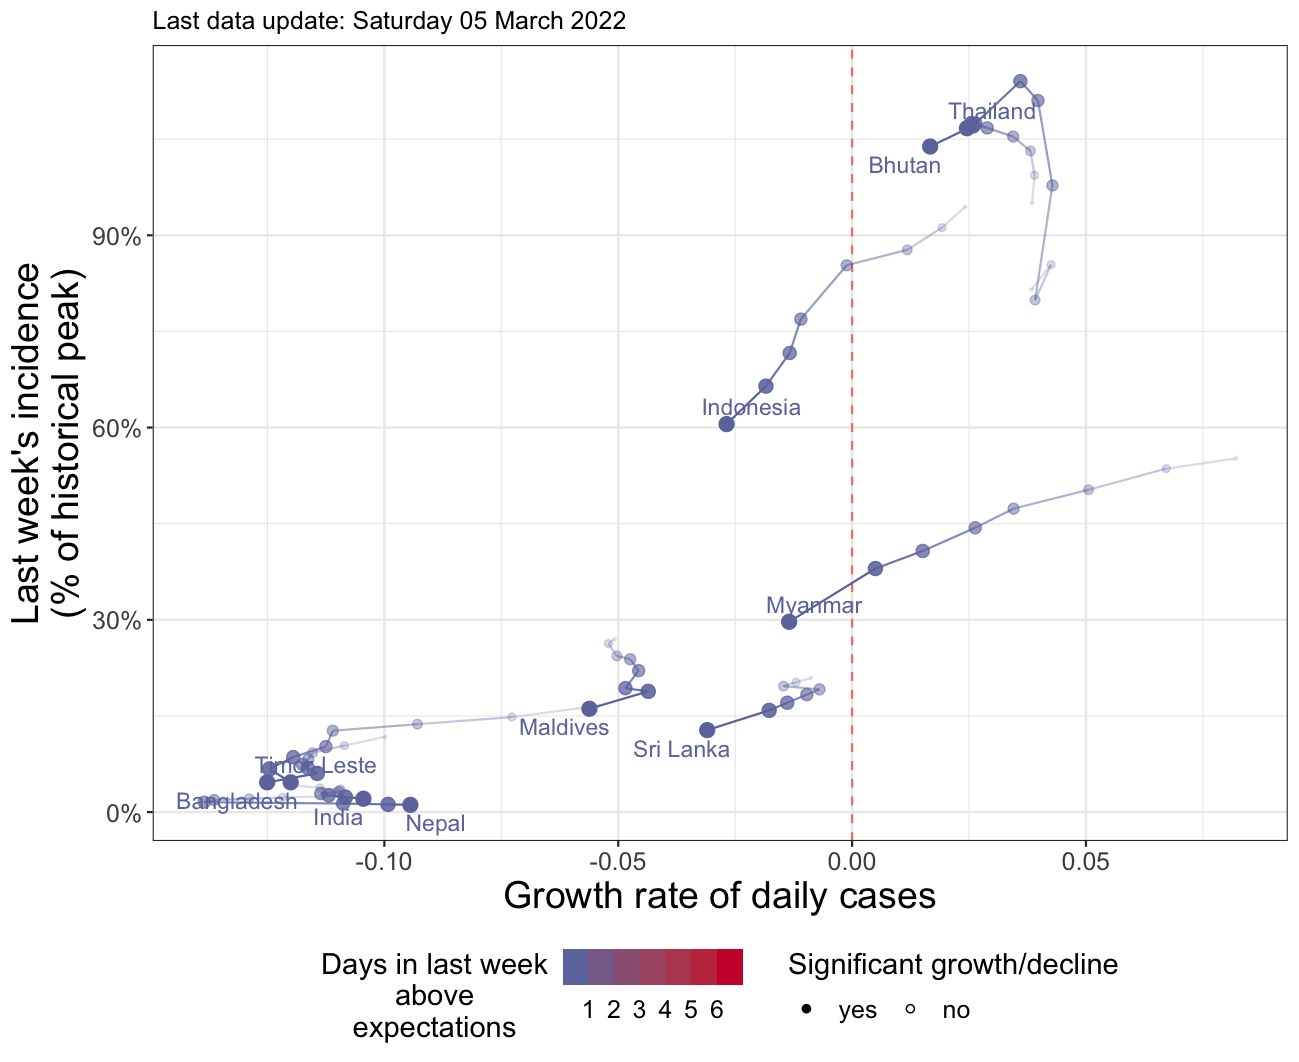 Last data update: Saturday 05 March 2022
Last week's incidence
(% of historical peak)
90%
60%
30%
0%
Thailand
Bhutan
Indonesia
Myanmar
Maldives
Sri Lanka
Timor Leste
Bangladesh
India
Nepal
-0.10
-0.05
0.00
0.05
Growth rate of daily cases
Days in last week
above
expectations
1 2 3 4 5 6
Significant growth/decline
yes
no